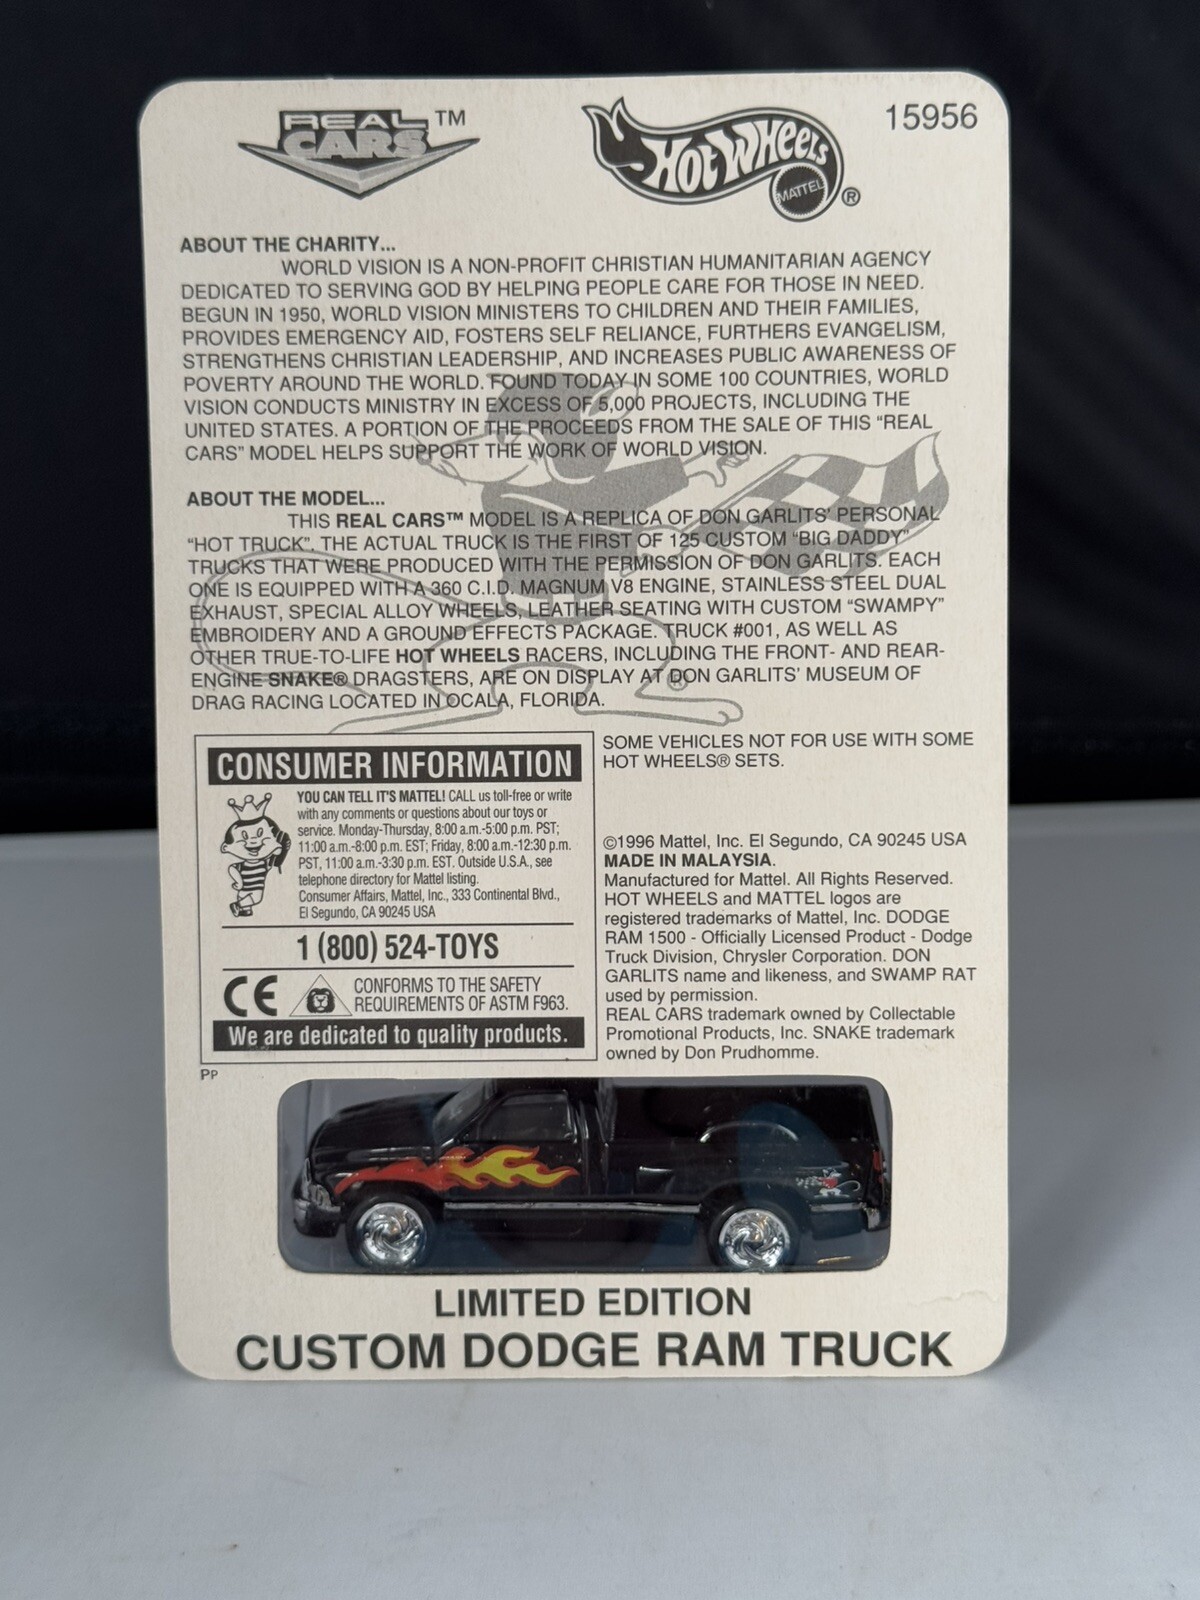 REAL CARS™
HOT WHEELS
MATTEL ®
15956
ABOUT THE CHARITY...
WORLD VISION IS A NON-PROFIT CHRISTIAN HUMANITARIAN AGENCY
DEDICATED TO SERVING GOD BY HELPING PEOPLE CARE FOR THOSE IN NEED.
BEGUN IN 1950, WORLD VISION MINISTERS TO CHILDREN AND THEIR FAMILIES,
PROVIDES EMERGENCY AID, FOSTERS SELF RELIANCE, FURTHERS EVANGELISM,
STRENGTHENS CHRISTIAN LEADERSHIP, AND INCREASES PUBLIC AWARENESS OF
POVERTY AROUND THE WORLD. FOUND TODAY IN SOME 100 COUNTRIES, WORLD
VISION CONDUCTS MINISTRY IN EXCESS OF 5,000 PROJECTS, INCLUDING THE
UNITED STATES. A PORTION OF THE PROCEEDS FROM THE SALE OF THIS “REAL
CARS” MODEL HELPS SUPPORT THE WORK OF WORLD VISION.
ABOUT THE MODEL...
THIS REAL CARS™ MODEL IS A REPLICA OF DON GARLITS’ PERSONAL
“HOT TRUCK”. THE ACTUAL TRUCK IS THE FIRST OF 125 CUSTOM “BIG DADDY”
TRUCKS THAT WERE PRODUCED WITH THE PERMISSION OF DON GARLITS. EACH
ONE IS EQUIPPED WITH A 360 C.I.D. MAGNUM V8 ENGINE, STAINLESS STEEL DUAL
EXHAUST, SPECIAL ALLOY WHEELS, LEATHER SEATING WITH CUSTOM “SWAMPY”
EMBROIDERY AND A GROUND EFFECTS PACKAGE. TRUCK #001, AS WELL AS
OTHER TRUE-TO-LIFE HOT WHEELS RACERS, INCLUDING THE FRONT- AND REAR-
ENGINE SNAKE® DRAGSTERS, ARE ON DISPLAY AT DON GARLITS’ MUSEUM OF
DRAG RACING LOCATED IN OCALA, FLORIDA.
®
CONSUMER INFORMATION
YOU CAN TELL IT'S MATTEL! CALL us toll-free or write
with any comments or questions about our toys or
service. Monday-Thursday, 8:00 a.m.-5:00 p.m. PST;
11:00 a.m.-8:00 p.m. EST; Friday, 8:00 a.m.-12:30 p.m.
PST, 11:00 a.m.-3:30 p.m. EST. Outside U.S.A., see
telephone directory for Mattel listing.
Consumer Affairs, Mattel, Inc., 333 Continental Blvd.,
El Segundo, CA 90245 USA
1 (800) 524-TOYS
CE
CONFORMS TO THE SAFETY
REQUIREMENTS OF ASTM F963.
We are dedicated to quality products.
PP
SOME VEHICLES NOT FOR USE WITH SOME
HOT WHEELS® SETS.
©1996 Mattel, Inc. El Segundo, CA 90245 USA
MADE IN MALAYSIA.
Manufactured for Mattel. All Rights Reserved.
HOT WHEELS and MATTEL logos are
registered trademarks of Mattel, Inc. DODGE
RAM 1500 - Officially Licensed Product - Dodge
Truck Division, Chrysler Corporation. DON
GARLITS name and likeness, and SWAMP RAT
used by permission.
REAL CARS trademark owned by Collectable
Promotional Products, Inc. SNAKE trademark
owned by Don Prudhomme.
LIMITED EDITION
CUSTOM DODGE RAM TRUCK